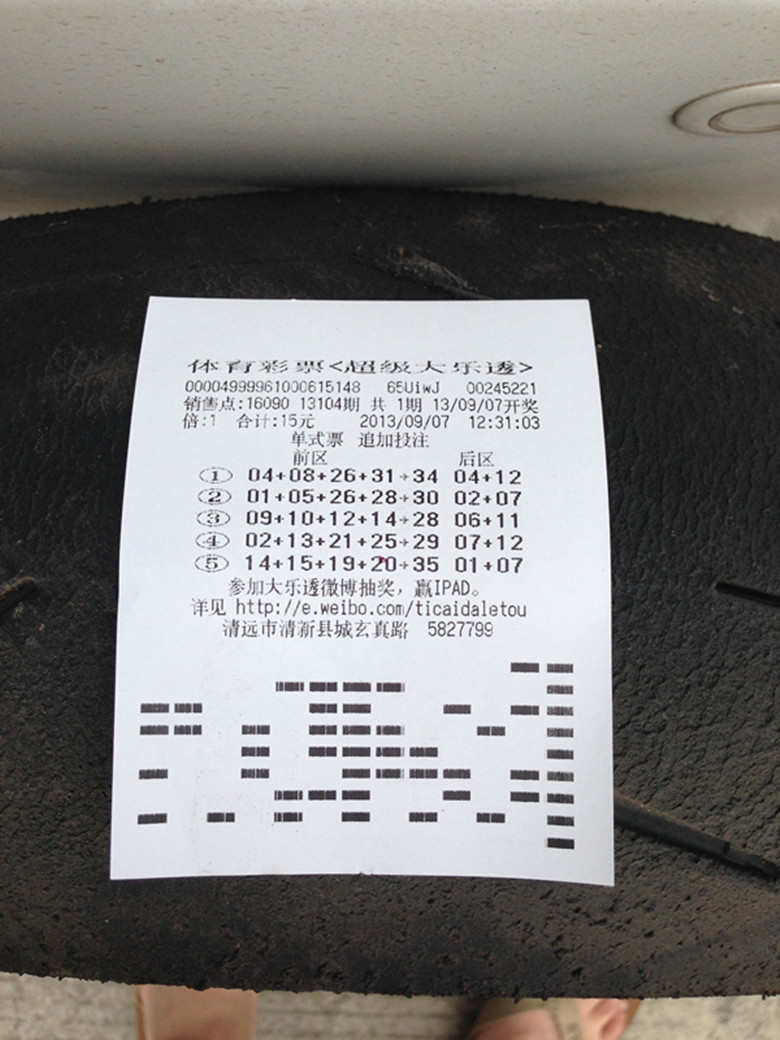 体育彩票<超级大乐透>
00004999961000615148 65UiwJ 00245221
销售点:16090 13104期 共 1期 13/09/07开奖
倍:1 合计:15元 2013/09/07 12:31:03
单式票 追加投注
前区 后区
① 04+08+26+31+34 04+12
② 01+05+26+28+30 02+07
③ 09+10+12+14+28 06+11
④ 02+13+21+25+29 07+12
⑤ 14+15+19+20+35 01+07
参加大乐透微博抽奖，赢IPAD。
详见 http://e.weibo.com/ticaidaletou
清远市清新县城玄真路 5827799